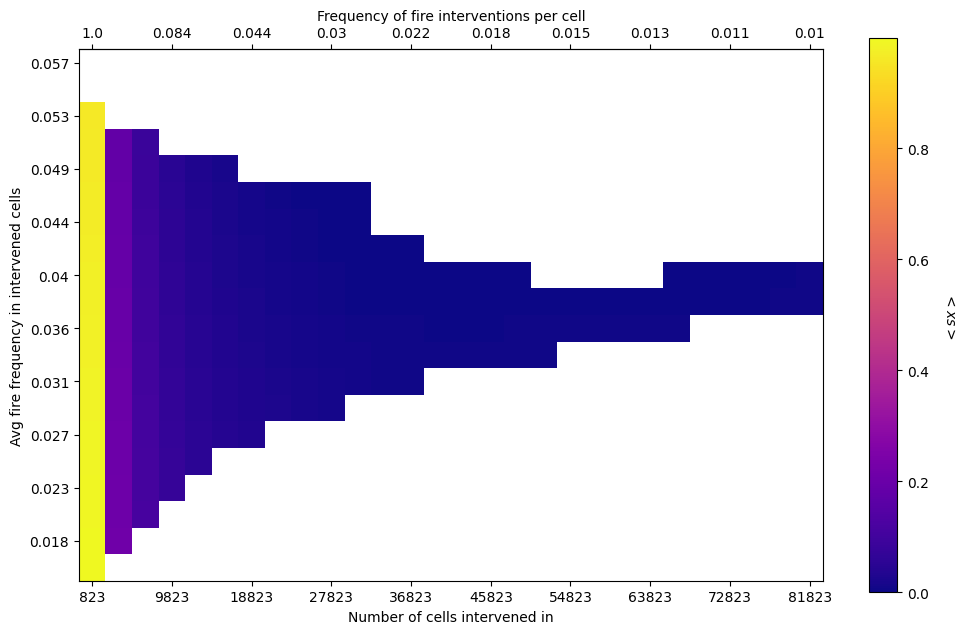 Frequency of fire interventions per cell
1.0 0.084 0.044 0.03 0.022 0.018 0.015 0.013 0.011 0.01
0.057
0.053
0.049
0.044
0.04
0.036
0.031
0.027
0.023
0.018
Avg fire frequency in intervened cells
823 9823 18823 27823 36823 45823 54823 63823 72823 81823
Number of cells intervened in
0.8
0.6
0.4
0.2
0.0
<sx>